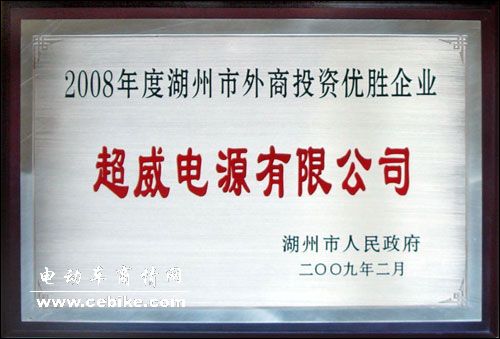 2008年度湖州市外商投资优胜企业
超威电源有限公司
湖州市人民政府
二〇〇九年二月
电动车商情网
www.cebike.com